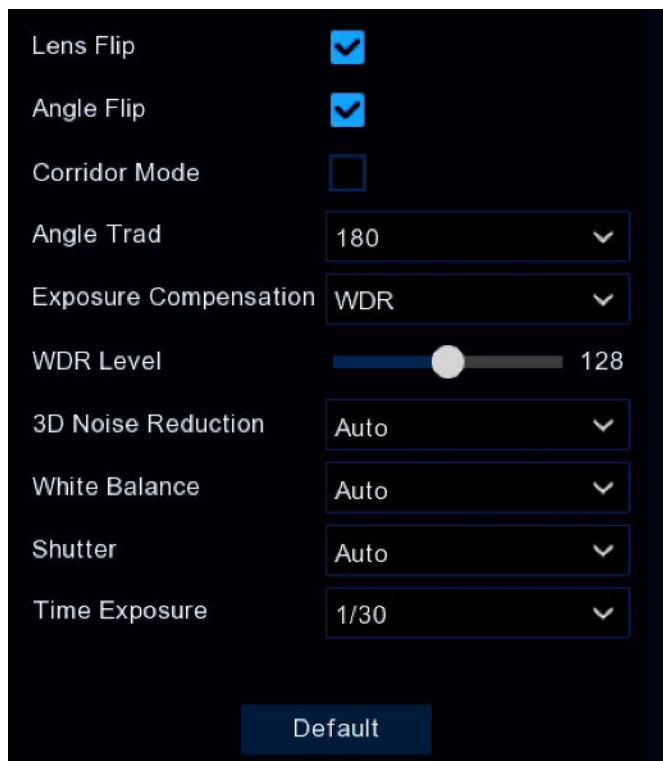 Lens Flip
Angle Flip
Corridor Mode
Angle Trad 180
Exposure Compensation WDR
WDR Level 128
3D Noise Reduction Auto
White Balance Auto
Shutter Auto
Time Exposure 1/30
Default